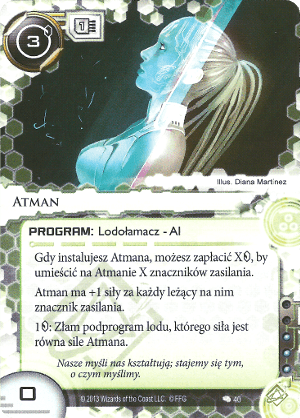 3
1
Illus. Diana Martinez
ATMAN
PROGRAM: Lodołamacz - AI
Gdy instalujesz Atmana, możesz zapłacić X, by
umieścić na Atmanie X znaczników zasilania.
Atman ma +1 siły za każdy leżący na nim
znacznik zasilania.
1: Złam podprogram lodu, którego siła jest
równa sile Atmana.
Nasze myśli nas kształtują; stajemy się tym,
o czym myślimy.
0
© 2013 Wizards of the Coast LLC. © FFG
40